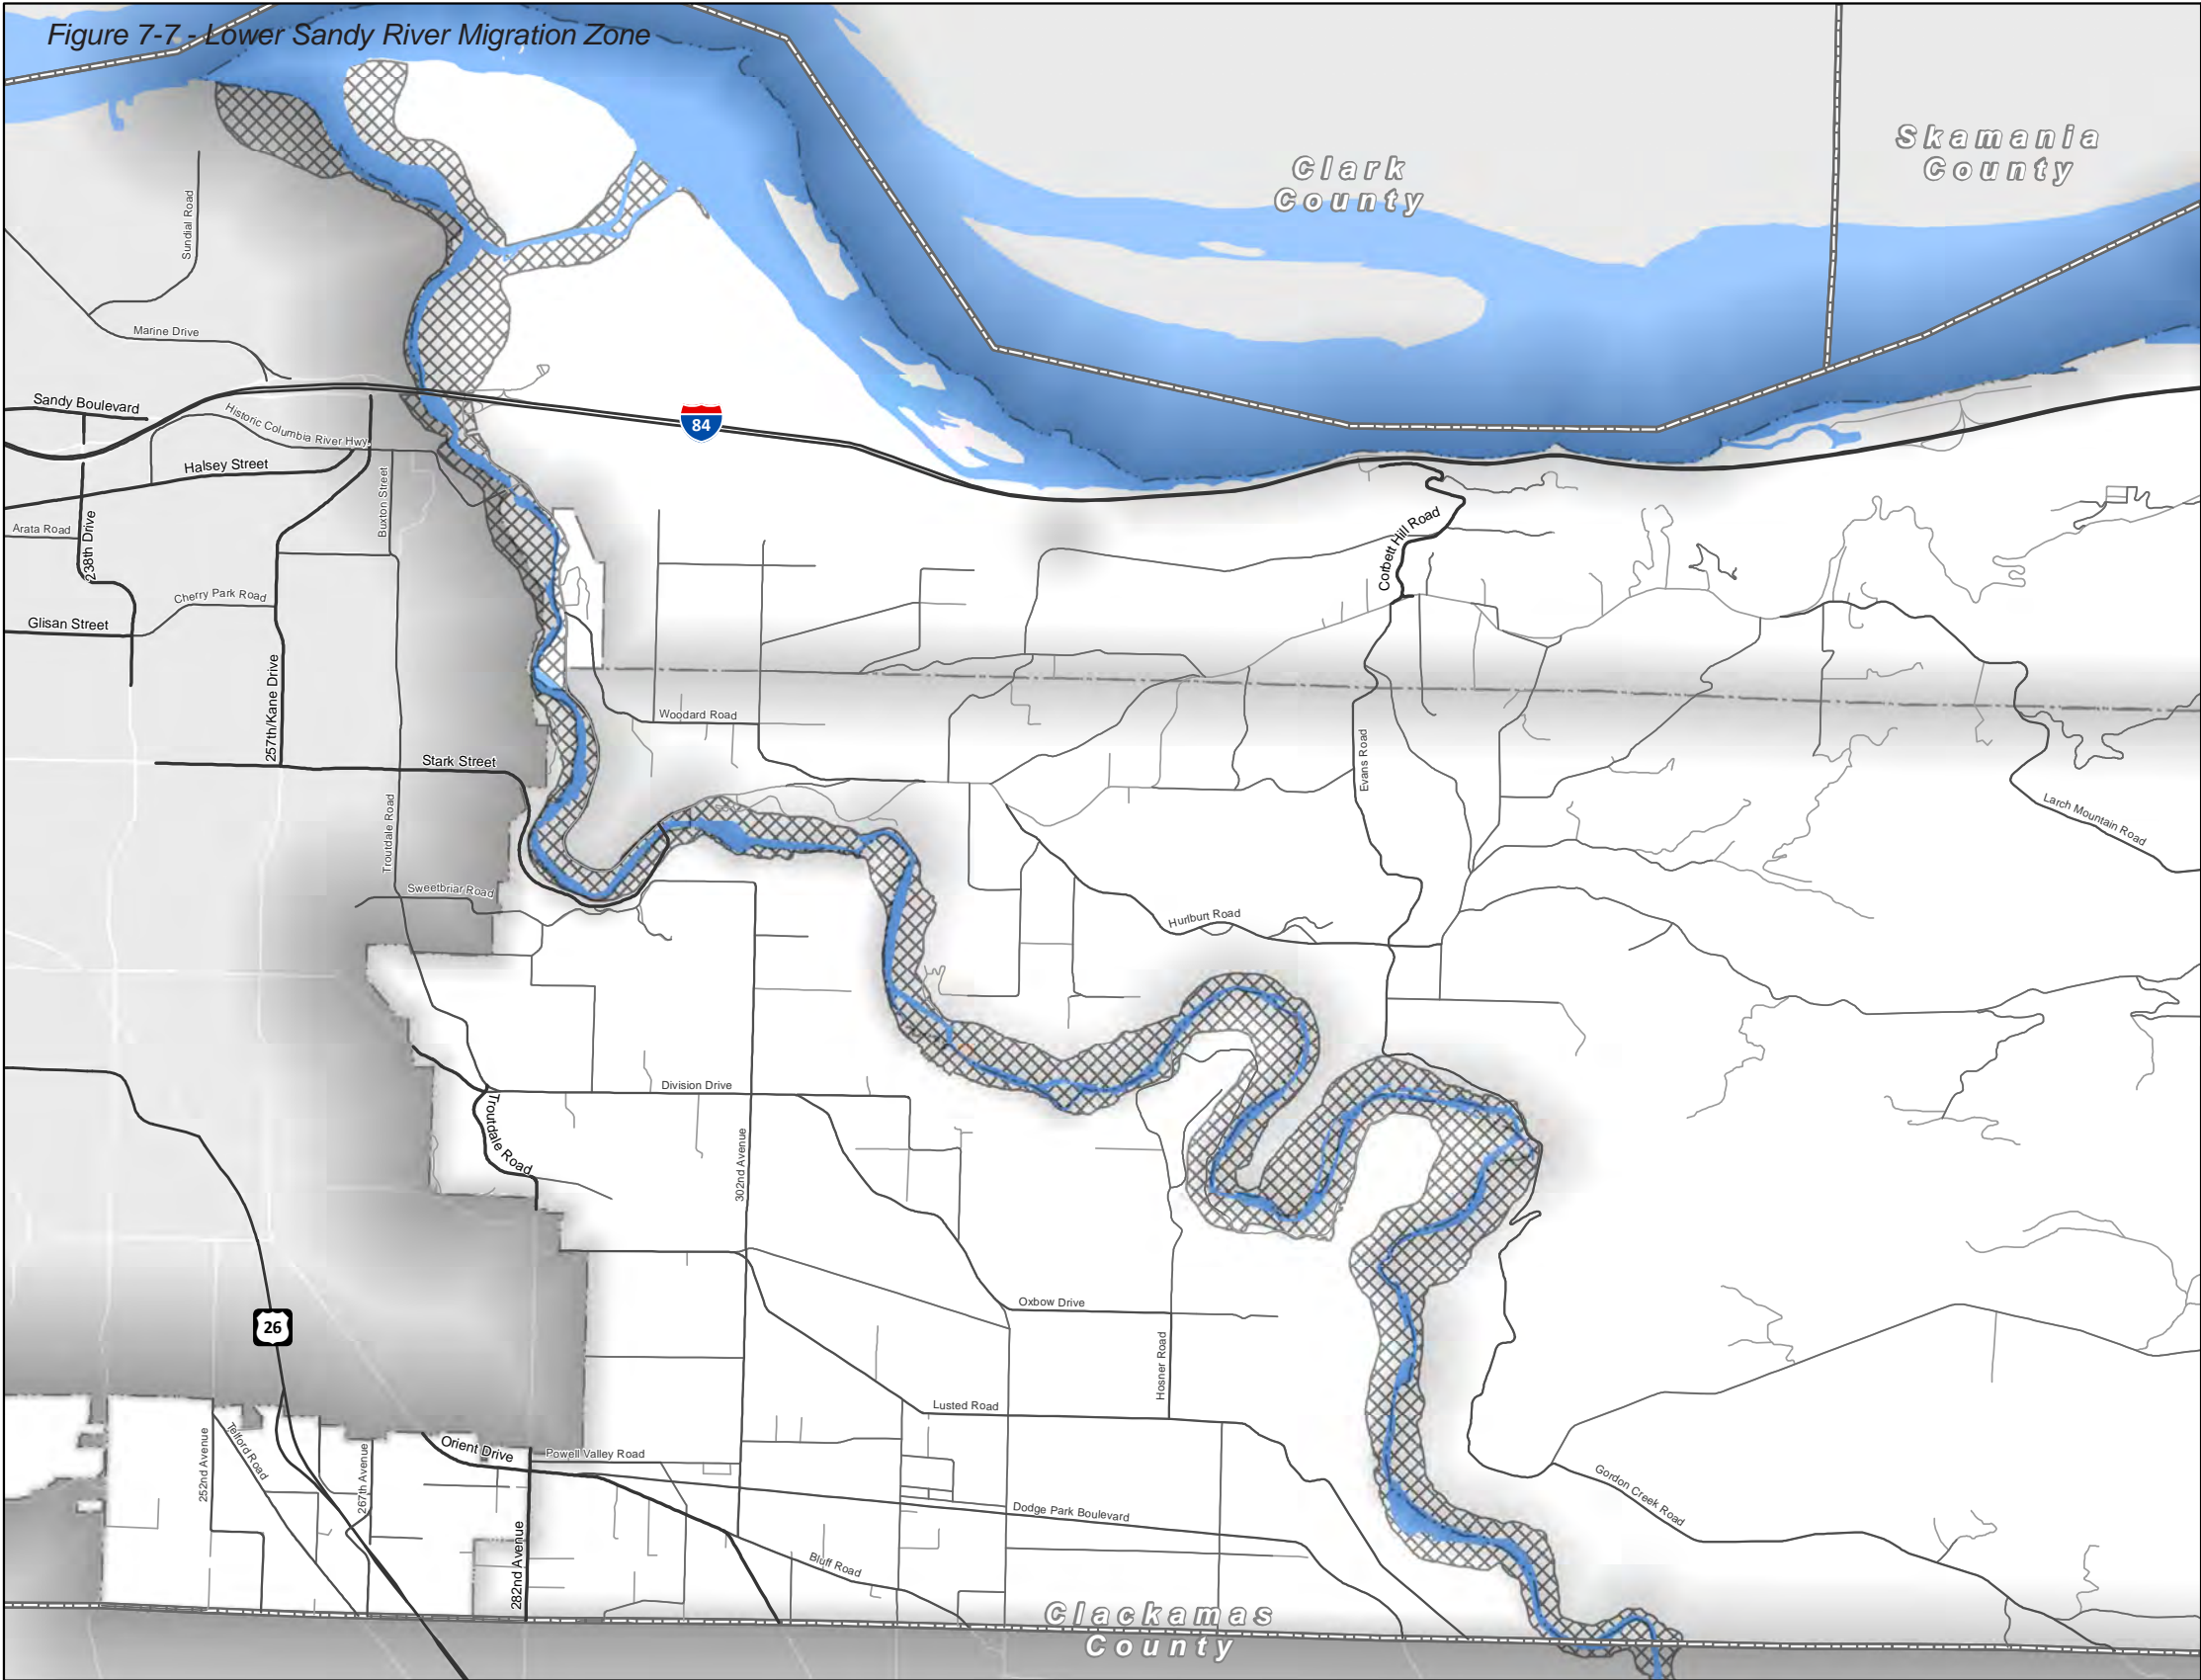 Figure 7-7 - Lower Sandy River Migration Zone
Skamania
County
Clark
County
Sundial Road
Marine Drive
Sandy Boulevard
Historic Columbia River Hwy
84
Halsey Street
Buxton Street
Arata Road
238th Drive
Corbett Hill Road
Cherry Park Road
Glisan Street
257th/Kane Drive
Woodard Road
Evans Road
Stark Street
Troutdale Road
Larch Mountain Road
Sweetbriar Road
Hurlburt Road
Division Drive
Troutdale Road
302nd Avenue
Oxbow Drive
26
Hosner Road
Lusted Road
Orient Drive
Powell Valley Road
252nd Avenue
Telford Road
267th Avenue
Gordon Creek Road
Dodge Park Boulevard
282nd Avenue
Bluff Road
Clackamas
County